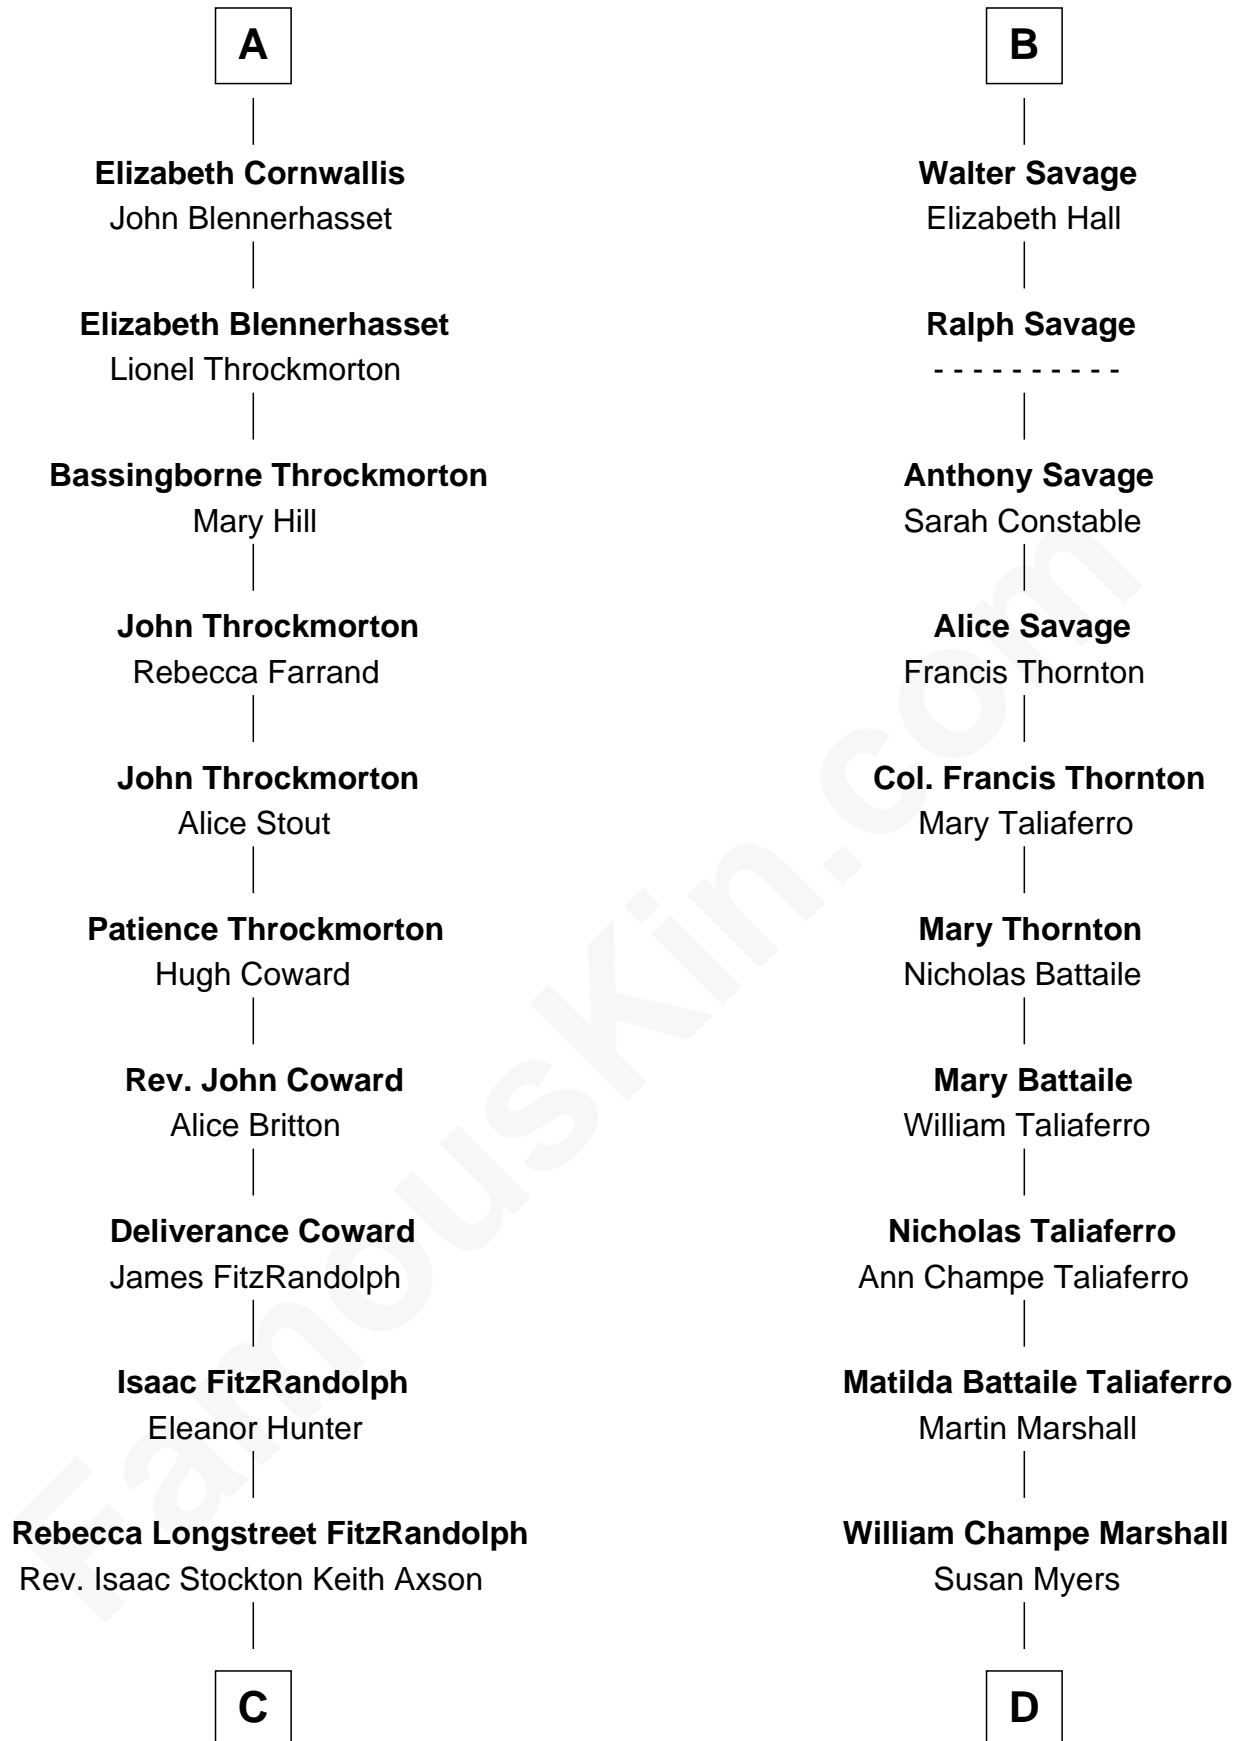 A
Elizabeth Cornwallis
John Blennerhasset
Elizabeth Blennerhasset
Lionel Throckmorton
Bassingborne Throckmorton
Mary Hill
John Throckmorton
Rebecca Farrand
John Throckmorton
Alice Stout
Patience Throckmorton
Hugh Coward
Rev. John Coward
Alice Britton
Deliverance Coward
James FitzRandolph
Isaac FitzRandolph
Eleanor Hunter
Rebecca Longstreet FitzRandolph
Rev. Isaac Stockton Keith Axson
C
B
Walter Savage
Elizabeth Hall
Ralph Savage
- - - - - - - - - -
Anthony Savage
Sarah Constable
Alice Savage
Francis Thornton
Col. Francis Thornton
Mary Taliaferro
Mary Thornton
Nicholas Battaile
Mary Battaile
William Taliaferro
Nicholas Taliaferro
Ann Champe Taliaferro
Matilda Battaile Taliaferro
Martin Marshall
William Champe Marshall
Susan Myers
D
FamousKin.com